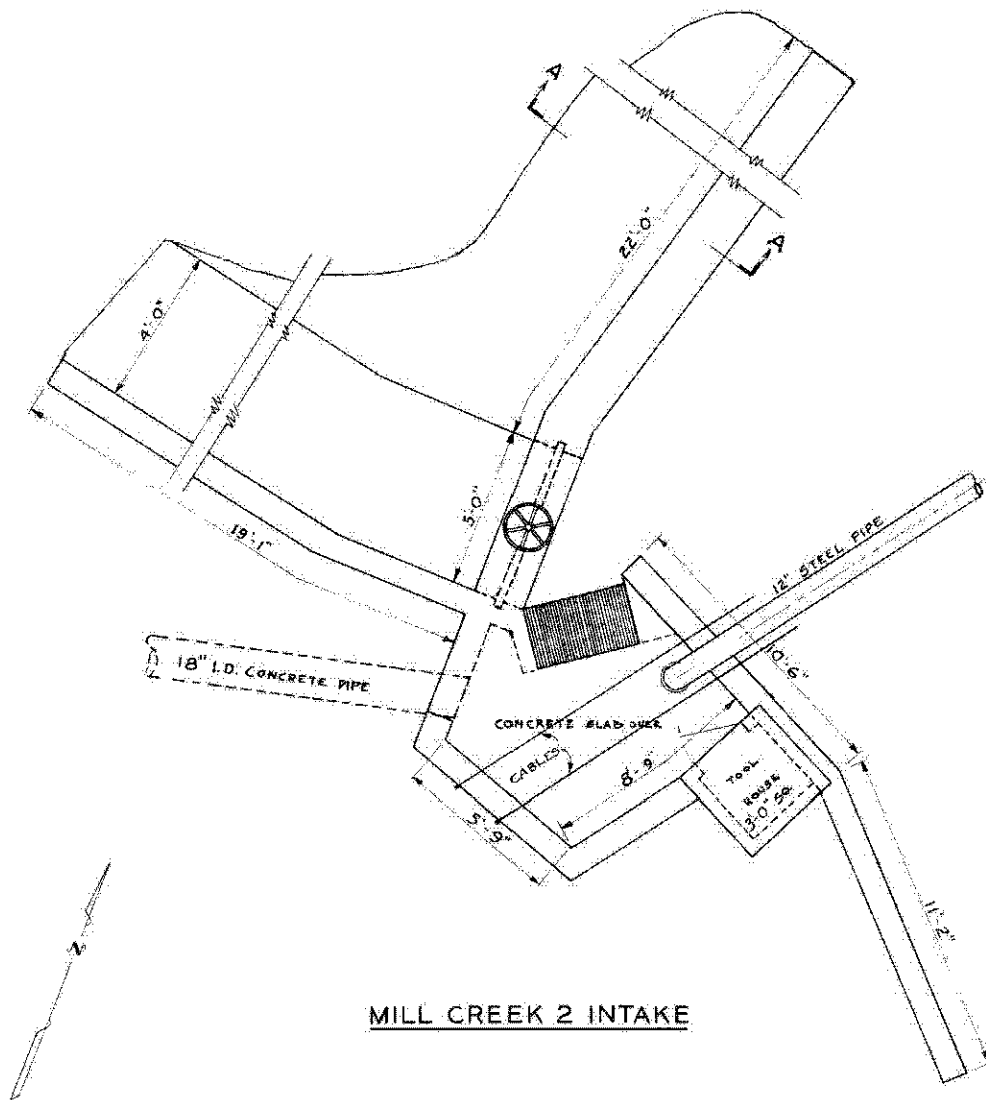 A
A
22'-0"
4'-0"
5'-0"
19'-1"
12" STEEL PIPE
10'-6"
18" I.D. CONCRETE PIPE
CONCRETE SLAB OVER
CABLES
8'-9"
TOOL
HOUSE
3'-0" SQ.
5'-9"
11'-2"
N
MILL CREEK 2 INTAKE